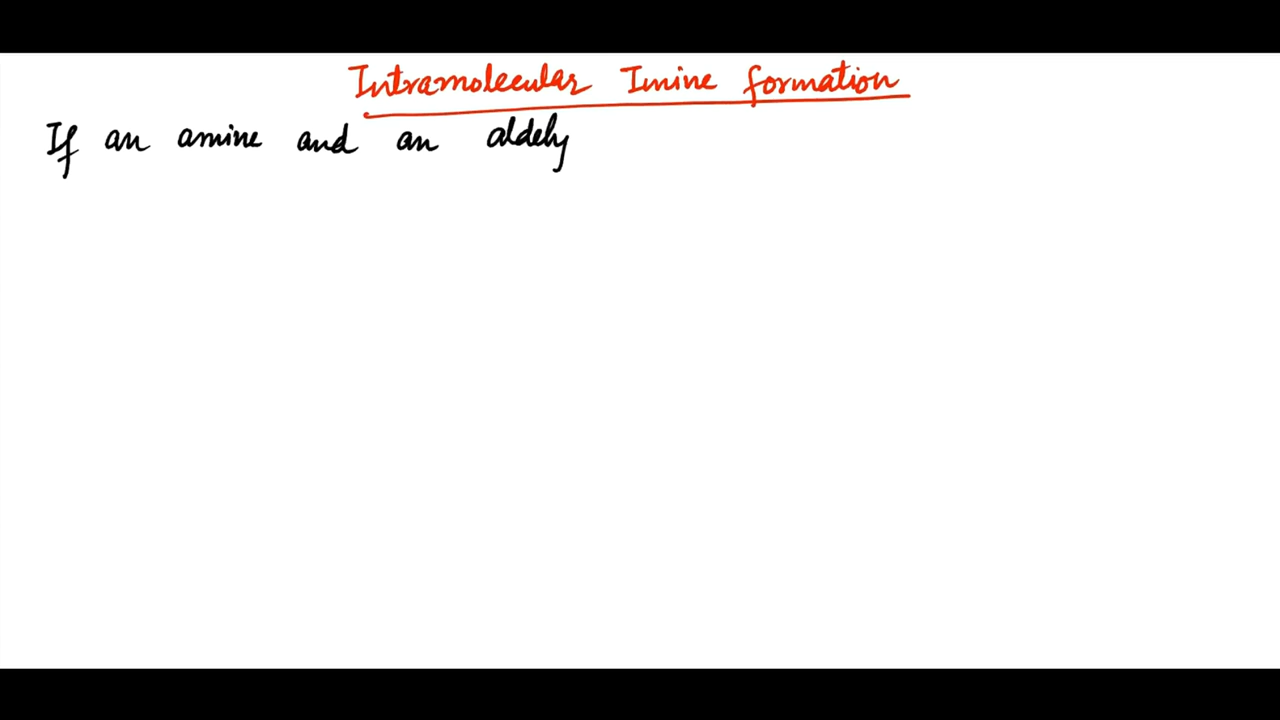 Intramolecular Imine formation
If an amine and an aldehy